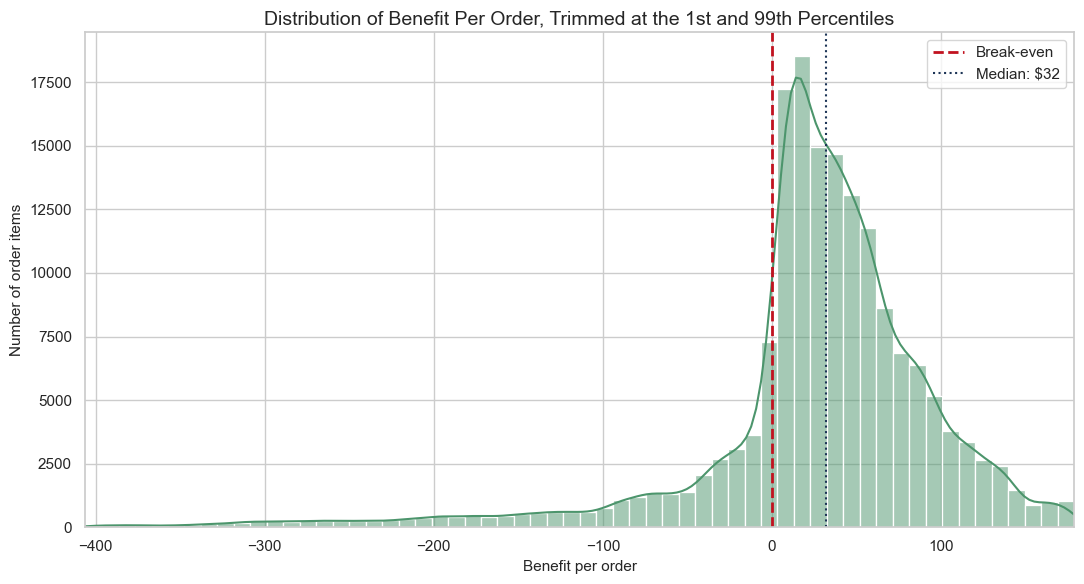 Distribution of Benefit Per Order, Trimmed at the 1st and 99th Percentiles
Break-even
Median: $32
17500
15000
12500
10000
7500
5000
2500
0
Number of order items
−400
−300
−200
−100
0
100
Benefit per order